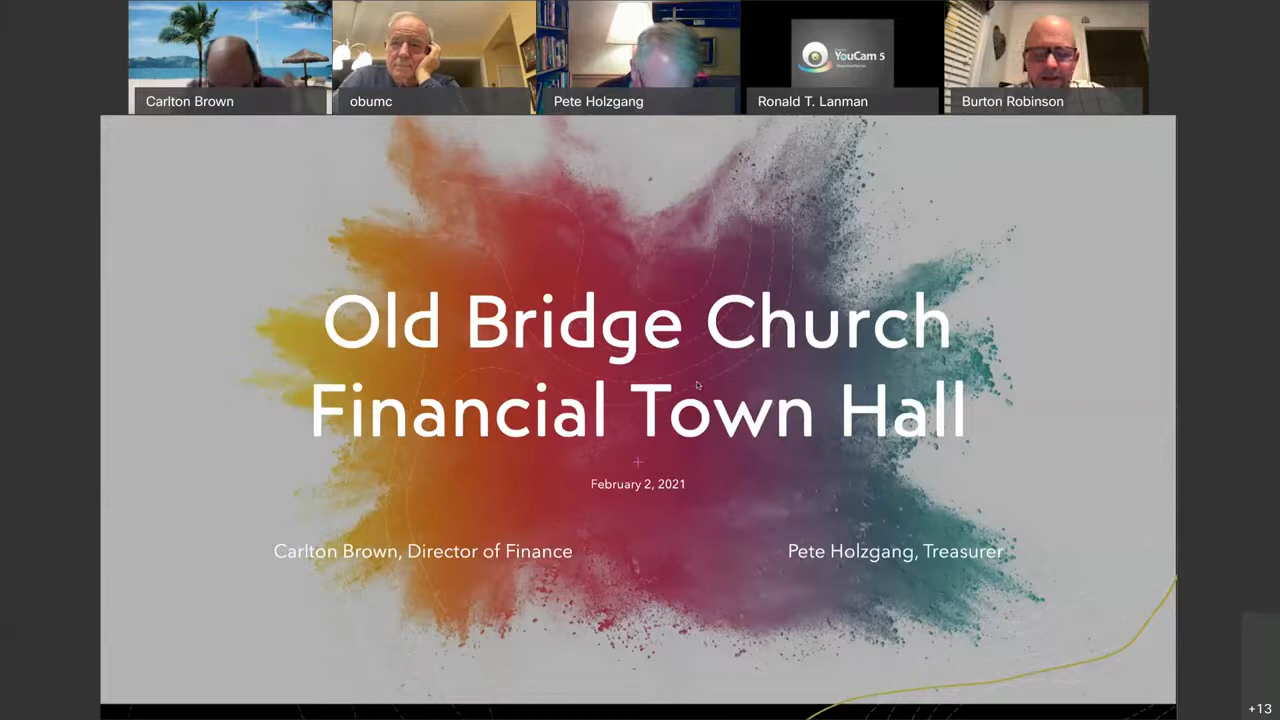 YouCam 5
Carlton Brown
obumc
Pete Holzgang
Ronald T. Lanman
Burton Robinson
Old Bridge Church
Financial Town Hall
February 2, 2021
Carlton Brown, Director of Finance
Pete Holzgang, Treasurer
+13